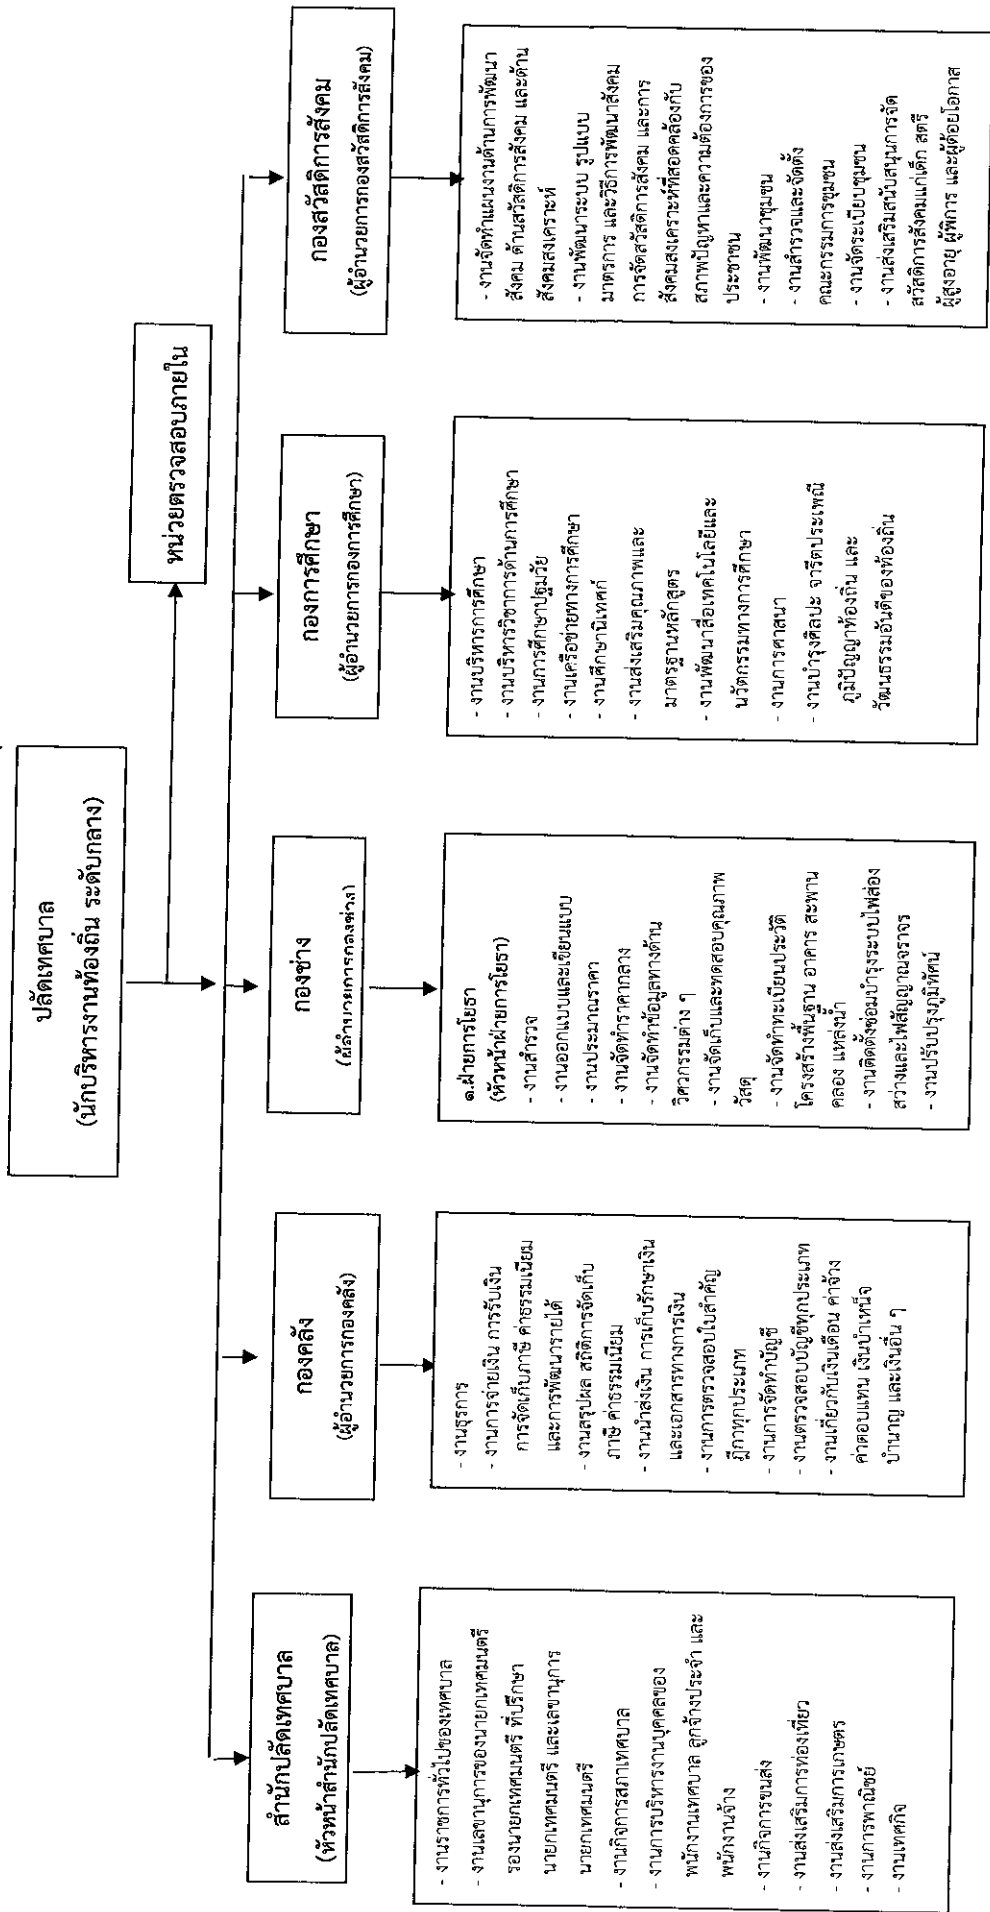 ปลัดเทศบาล
(นักบริหารงานท้องถิ่น ระดับกลาง)
หน่วยตรวจสอบภายใน
สำนักปลัดเทศบาล
(หัวหน้าสำนักปลัดเทศบาล)
- งานราชการทั่วไปของเทศบาล
- งานเลขานุการของนายกเทศมนตรี
รองนายกเทศมนตรี ที่ปรึกษา
นายกเทศมนตรี และเลขานุการ
นายกเทศมนตรี
- งานกิจการสภาเทศบาล
- งานการบริหารงานบุคคลของ
พนักงานเทศบาล ลูกจ้างประจำ และ
พนักงานจ้าง
- งานกิจการขนส่ง
- งานส่งเสริมการท่องเที่ยว
- งานส่งเสริมการเกษตร
- งานการพาณิชย์
- งานเทศกิจ
กองคลัง
(ผู้อำนวยการกองคลัง)
- งานธุรการ
- งานการจ่ายเงิน การรับเงิน
การจัดเก็บภาษี ค่าธรรมเนียม
และการพัฒนารายได้
- งานสรุปผล สถิติการจัดเก็บ
ภาษี ค่าธรรมเนียม
- งานนำส่งเงิน การเก็บรักษาเงิน
และเอกสารทางการเงิน
- งานการตรวจสอบใบสำคัญ
ฎีกาทุกประเภท
- งานการจัดทำบัญชี
- งานตรวจสอบบัญชีทุกประเภท
- งานเกี่ยวกับเงินเดือน ค่าจ้าง
ค่าตอบแทน เงินบำเหน็จ
บำนาญ และเงินอื่น ๆ
กองช่าง
(ผู้อำนวยการกองช่าง)
๑.ฝ่ายการโยธา
(หัวหน้าฝ่ายการโยธา)
- งานสำรวจ
- งานออกแบบและเขียนแบบ
- งานประมาณราคา
- งานจัดทำราคากลาง
- งานจัดทำข้อมูลทางด้าน
วิศวกรรมต่าง ๆ
- งานจัดเก็บและทดสอบคุณภาพ
วัสดุ
- งานจัดทำทะเบียนประวัติ
โครงสร้างพื้นฐาน อาคาร สะพาน
คลอง แหล่งน้ำ
- งานติดตั้งซ่อมบำรุงระบบไฟส่อง
สว่างและไฟสัญญาณจราจร
- งานปรับปรุงภูมิทัศน์
กองการศึกษา
(ผู้อำนวยการกองการศึกษา)
- งานบริหารการศึกษา
- งานบริหารวิชาการด้านการศึกษา
- งานการศึกษาปฐมวัย
- งานเครือข่ายทางการศึกษา
- งานศึกษานิเทศก์
- งานส่งเสริมคุณภาพและ
มาตรฐานหลักสูตร
- งานพัฒนาสื่อเทคโนโลยีและ
นวัตกรรมทางการศึกษา
- งานการศาสนา
- งานบำรุงศิลปะ จารีตประเพณี
ภูมิปัญญาท้องถิ่น และ
วัฒนธรรมอันดีของท้องถิ่น
กองสวัสดิการสังคม
(ผู้อำนวยการกองสวัสดิการสังคม)
- งานจัดทำแผนงานด้านการพัฒนา
สังคม ด้านสวัสดิการสังคม และด้าน
สังคมสงเคราะห์
- งานพัฒนาระบบ รูปแบบ
มาตรการ และวิธีการพัฒนาสังคม
การจัดสวัสดิการสังคม และการ
สังคมสงเคราะห์ที่สอดคล้องกับ
สภาพปัญหาและความต้องการของ
ประชาชน
- งานพัฒนาชุมชน
- งานสำรวจและจัดตั้ง
คณะกรรมการชุมชน
- งานจัดระเบียบชุมชน
- งานส่งเสริมสนับสนุนการจัด
สวัสดิการสังคมแก่เด็ก สตรี
ผู้สูงอายุ ผู้พิการ และผู้ด้อยโอกาส